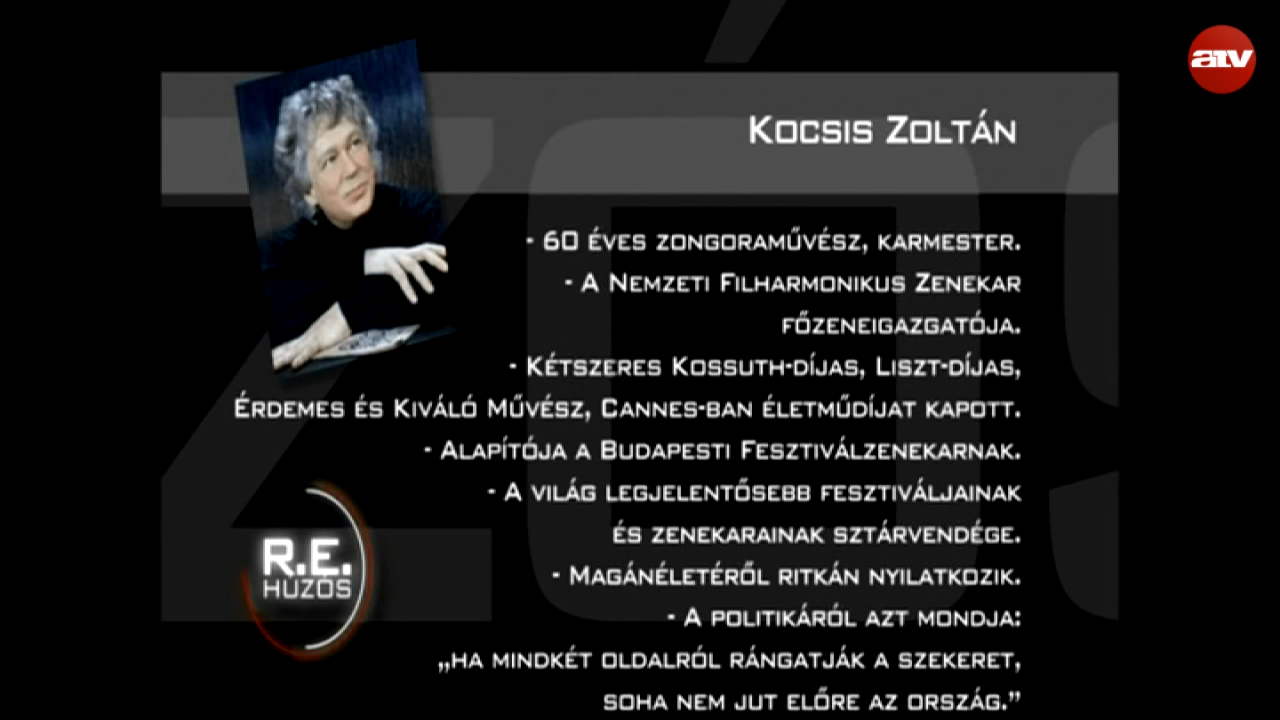 atv
KOCSIS ZOLTÁN
- 60 ÉVES ZONGORAMŰVÉSZ, KARMESTER.
- A NEMZETI FILHARMONIKUS ZENEKAR
FŐZENEIGAZGATÓJA.
- KÉTSZERES KOSSUTH-DÍJAS, LISZT-DÍJAS,
ÉRDEMES ÉS KIVÁLÓ MŰVÉSZ, CANNES-BAN ÉLETMŰDÍJAT KAPOTT.
- ALAPÍTÓJA A BUDAPESTI FESZTIVÁLZENEKARNAK.
- A VILÁG LEGJELENTŐSEBB FESZTIVÁLJAINAK
ÉS ZENEKARAINAK SZTÁRVENDÉGE.
- MAGÁNÉLETÉRŐL RITKÁN NYILATKOZIK.
- A POLITIKÁRÓL AZT MONDJA:
„HA MINDKÉT OLDALRÓL RÁNGATJÁK A SZEKERET,
SOHA NEM JUT ELŐRE AZ ORSZÁG.”
R.E.
HUZÓS